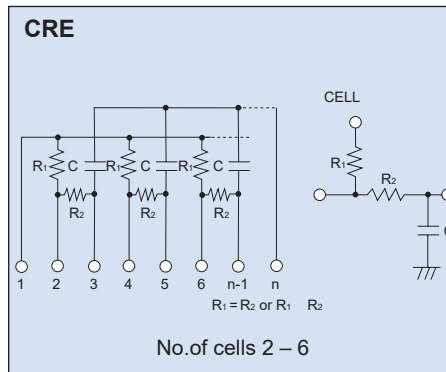 CRE
CELL
R1 C R1 C R1 C R1
R2 R2 R2 R2
1 2 3 4 5 6 n-1 n
R1 = R2 or R1 R2
No.of cells 2 – 6